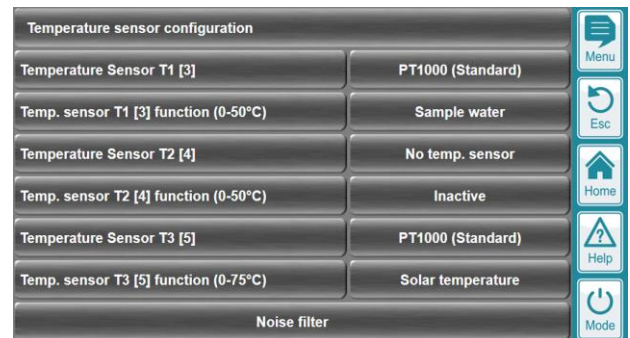 Temperature sensor configuration
Menu
Temperature Sensor T1 [3]
PT1000 (Standard)
Temp. sensor T1 [3] function (0-50°C)
Sample water
Esc
Temperature Sensor T2 [4]
No temp. sensor
Temp. sensor T2 [4] function (0-50°C)
Inactive
Home
Temperature Sensor T3 [5]
PT1000 (Standard)
Help
Temp. sensor T3 [5] function (0-75°C)
Solar temperature
Noise filter
Mode